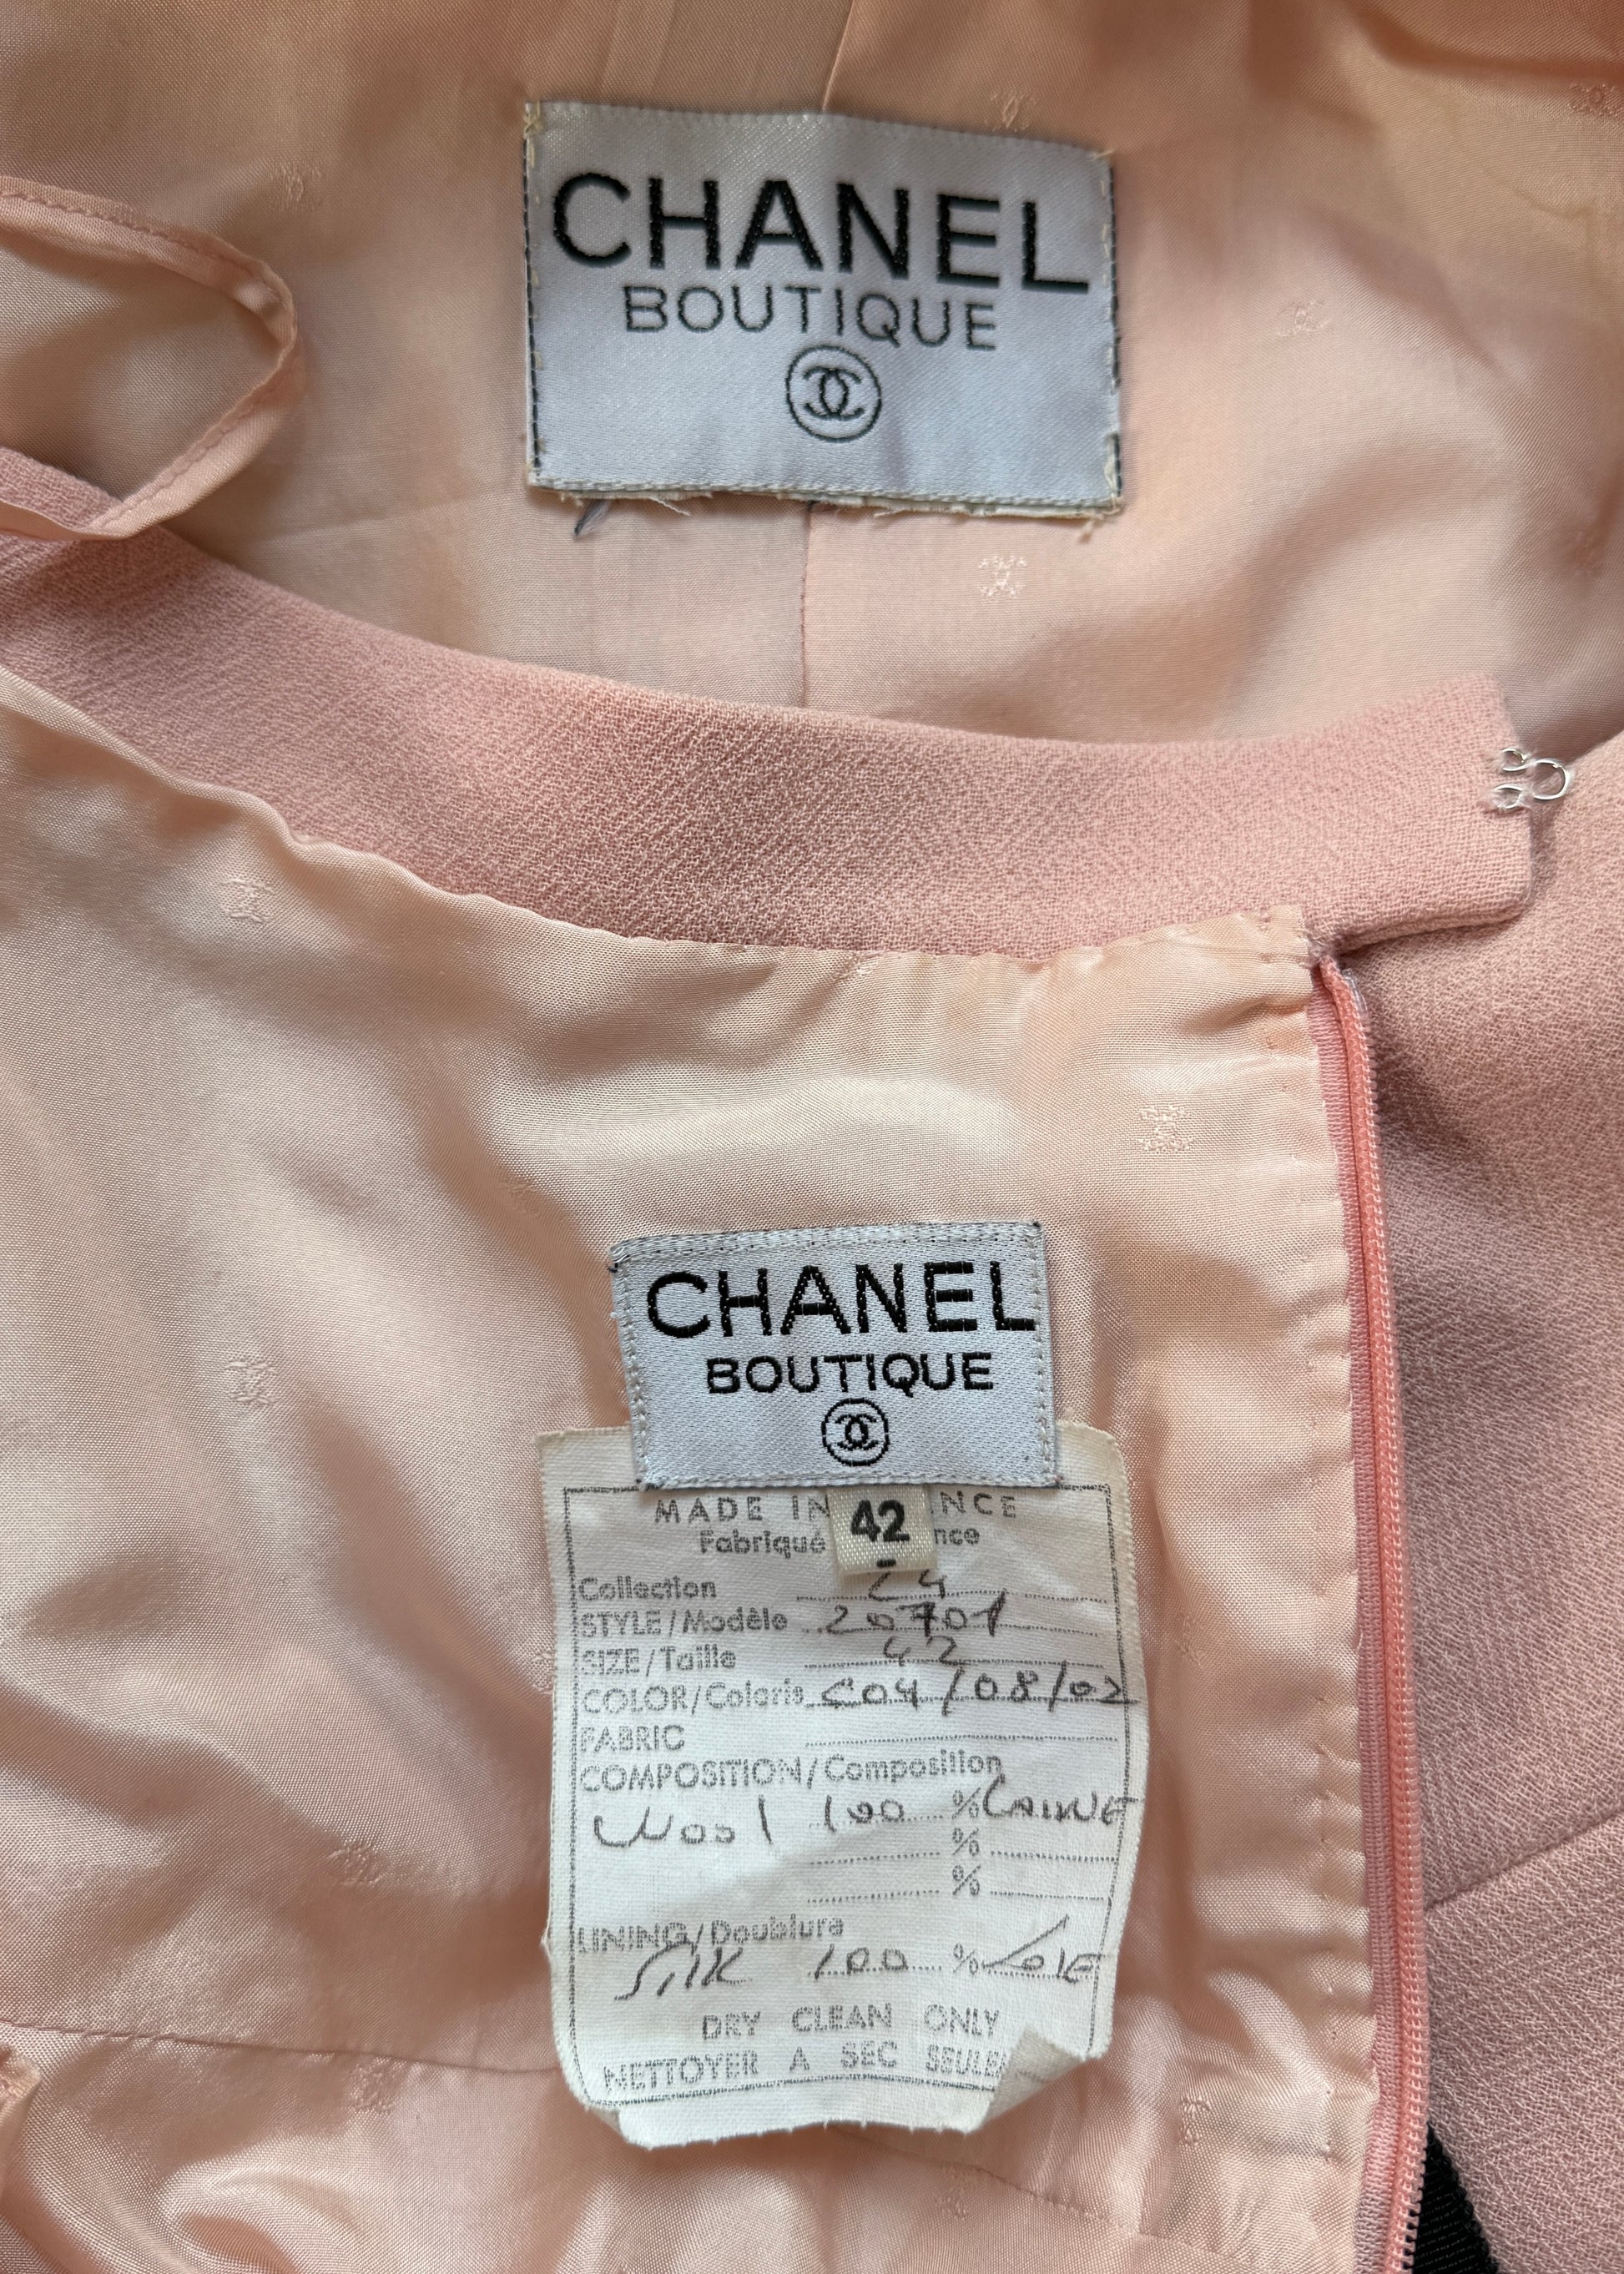 CHANEL
BOUTIQUE
CHANEL
BOUTIQUE
MADE IN NCE
42
Fabriqué nce
Collection
STYLE/Modèle 20701
SIZE/Taille 42
COLOR/Coloris C04/08/02
FABRIC
COMPOSITION/Composition
Wool 100 % LAINE
%
%
LINING/Doublure
Silk 100 % SOIE
DRY CLEAN ONLY
NETTOYER A SEC SEULE